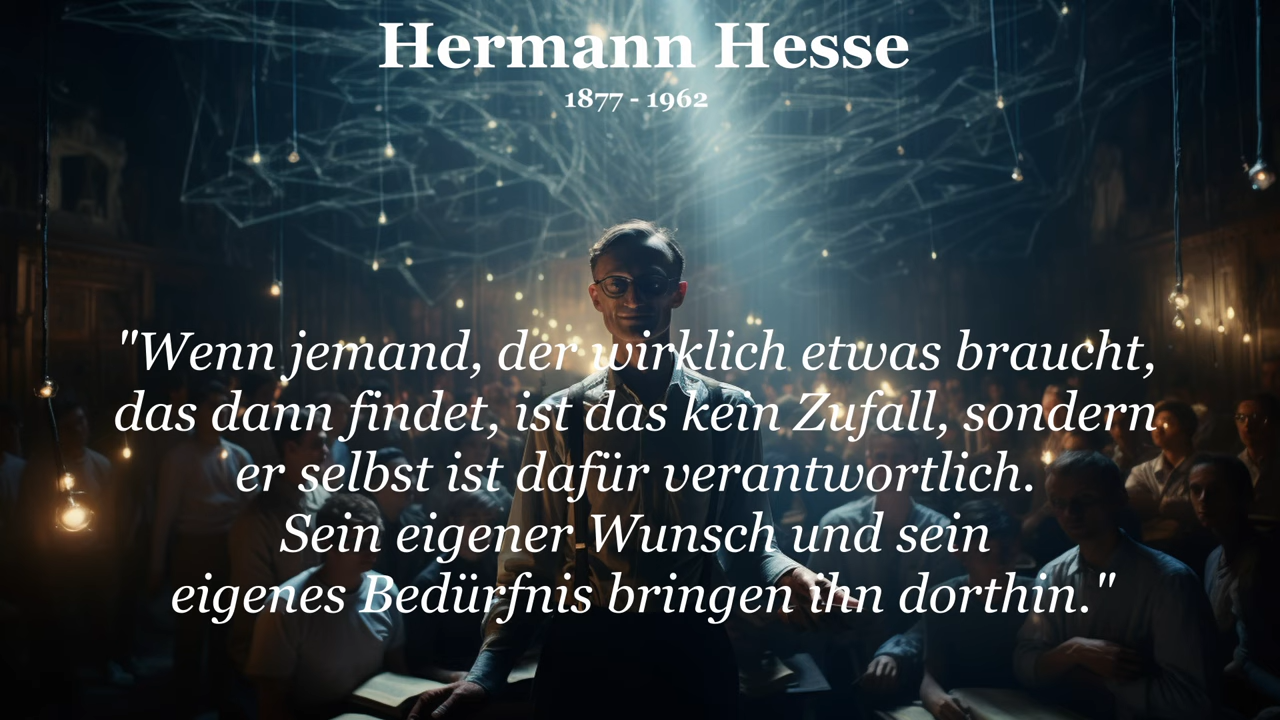 Hermann Hesse
1877 - 1962
"Wenn jemand, der wirklich etwas braucht,
das dann findet, ist das kein Zufall, sondern
er selbst ist dafür verantwortlich.
Sein eigener Wunsch und sein
eigenes Bedürfnis bringen ihn dorthin."